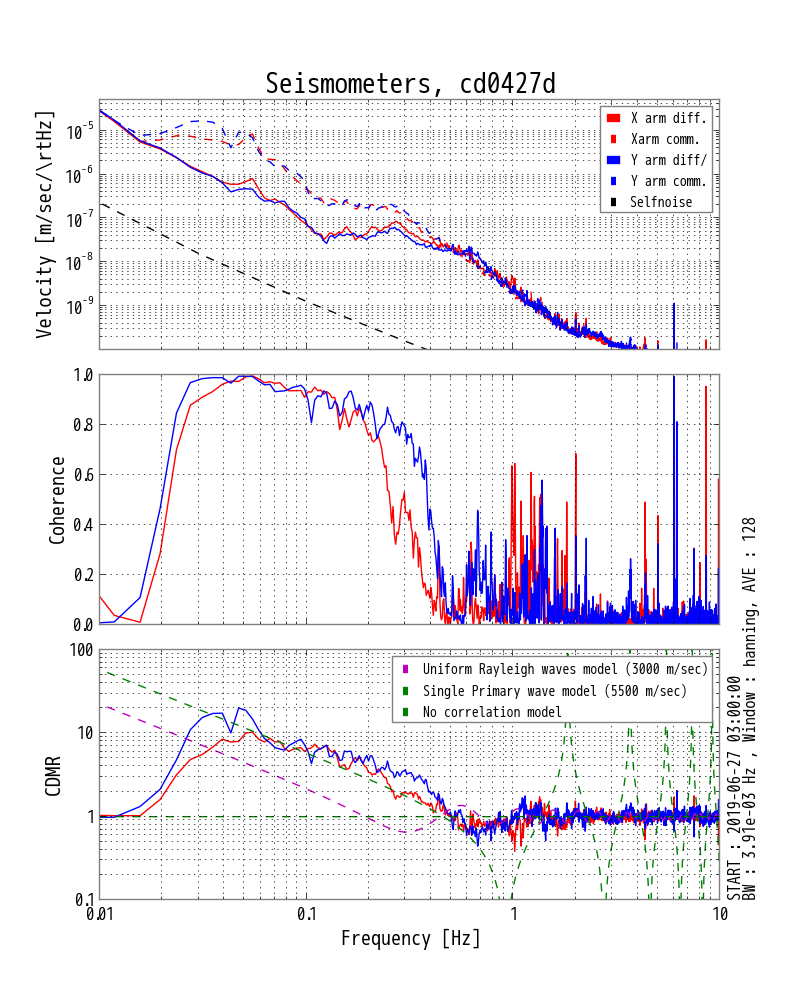 Seismometers, cd0427d
Velocity [m/sec/\rtHz]
10^-5
10^-6
10^-7
10^-8
10^-9
X arm diff.
Xarm comm.
Y arm diff/
Y arm comm.
Selfnoise
Coherence
1.0
0.8
0.6
0.4
0.2
0.0
CDMR
100
10
1
0.1
Uniform Rayleigh waves model (3000 m/sec)
Single Primary wave model (5500 m/sec)
No correlation model
0.01
0.1
1
10
Frequency [Hz]
START : 2019-06-27 03:00:00
BW : 3.91e-03 Hz , Window : hanning, AVE : 128